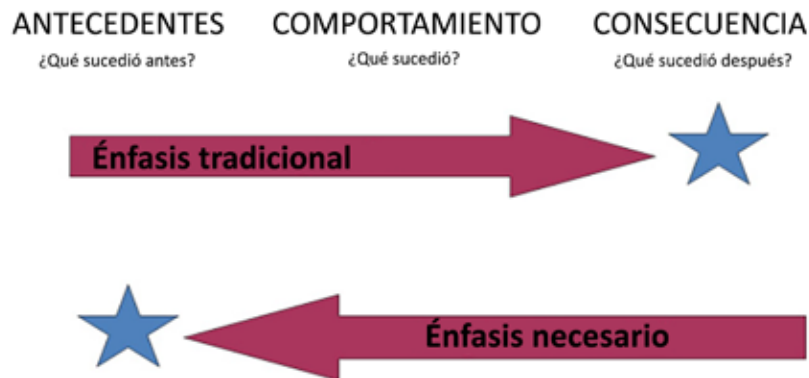 ANTECEDENTES COMPORTAMIENTO CONSECUENCIA
¿Qué sucedió antes? ¿Qué sucedió? ¿Qué sucedió después?
Énfasis tradicional
Énfasis necesario